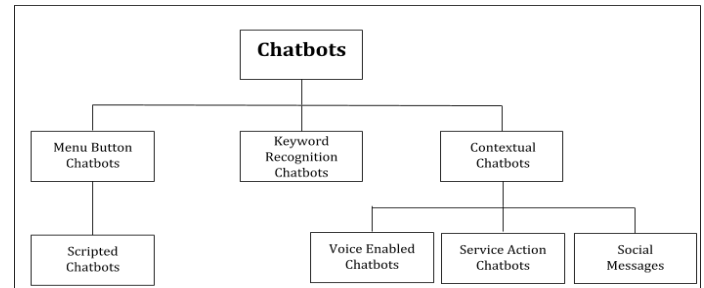 Chatbots
Menu Button
Chatbots
Keyword
Recognition
Chatbots
Contextual
Chatbots
Scripted
Chatbots
Voice Enabled
Chatbots
Service Action
Chatbots
Social
Messages